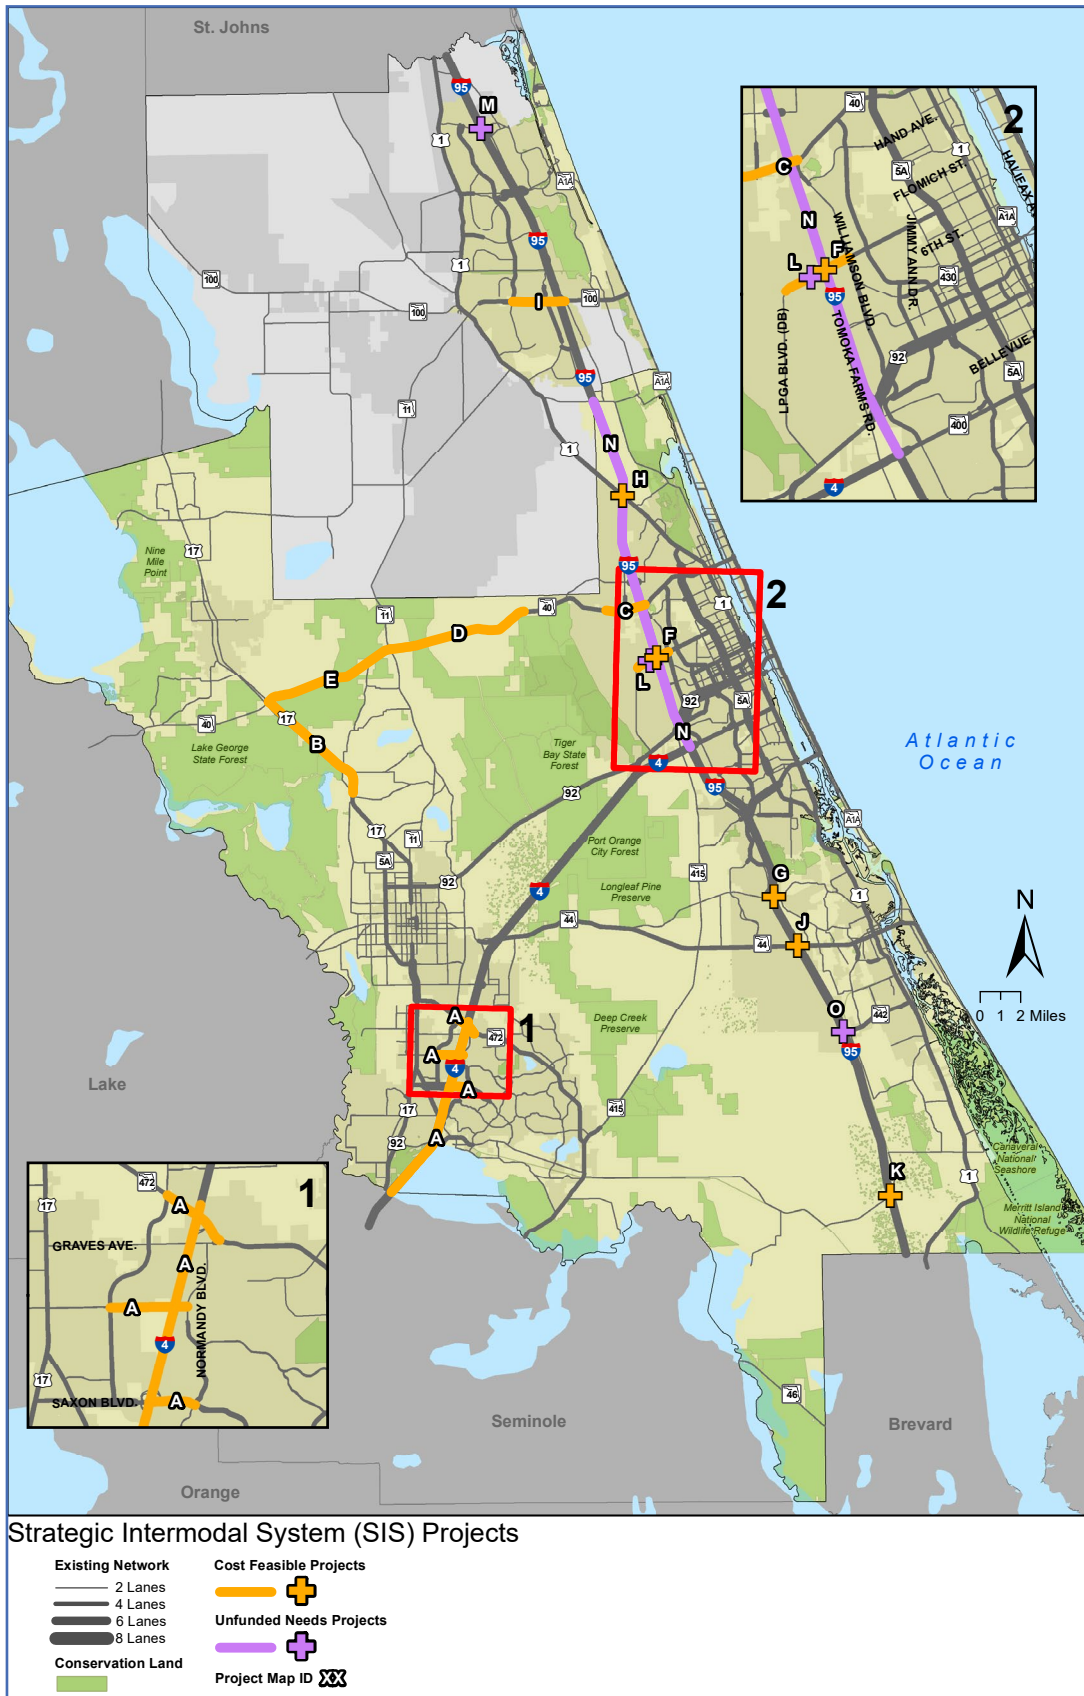 St. Johns
95
M
1
2
40
HAND AVE.
1
5A
FLOMICH ST.
HALIFAX A
C
A1A
N
WILLIAMSON BLVD.
JIMMY ANN DR.
6TH ST.
L
F
430
95
LPGA BLVD. (DB)
TOMOKA FARMS RD.
92
BELLEVUE
5A
400
4
A1A
95
1
100
I
100
100
95
A1A
11
N
1
H
17
Nine
Mile
Point
95
2
11
40
C
1
D
F
E
L
92
5A
17
40
B
N
Lake George
State Forest
Tiger
Bay State
Forest
4
Atlantic
Ocean
92
95
17
11
A1A
5A
Port Orange
City Forest
415
92
G
4
Longleaf Pine
Preserve
1
N
44
J
44
0 1 2 Miles
Deep Creek
Preserve
O
442
A
1
472
A
4
95
A
Lake
17
415
92
A
Canaveral
National
Seashore
K
1
Merritt Island
National
Wildlife Refuge
1
472
17
A
GRAVES AVE.
A
NORMANDY BLVD.
A
4
17
SAXON BLVD.
A
46
Seminole
Brevard
Orange
Strategic Intermodal System (SIS) Projects
Existing Network
2 Lanes
4 Lanes
6 Lanes
8 Lanes
Conservation Land
Cost Feasible Projects
Unfunded Needs Projects
Project Map ID XX